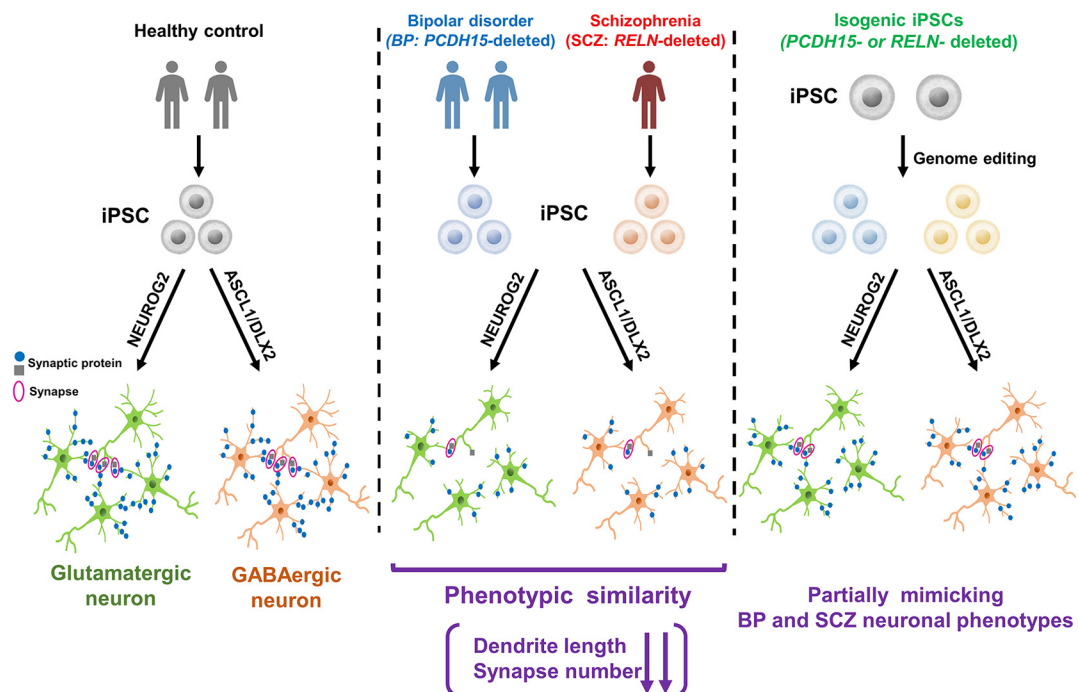 Healthy control
iPSC
NEUROG2
ASCL1/DLX2
Synaptic protein
Synapse
Glutamatergic
neuron
GABAergic
neuron
Bipolar disorder
(BP: PCDH15-deleted)
Schizophrenia
(SCZ: RELN-deleted)
iPSC
NEUROG2
ASCL1/DLX2
Phenotypic similarity
Dendrite length
Synapse number
Isogenic iPSCs
(PCDH15- or RELN- deleted)
iPSC
Genome editing
NEUROG2
ASCL1/DLX2
Partially mimicking
BP and SCZ neuronal phenotypes